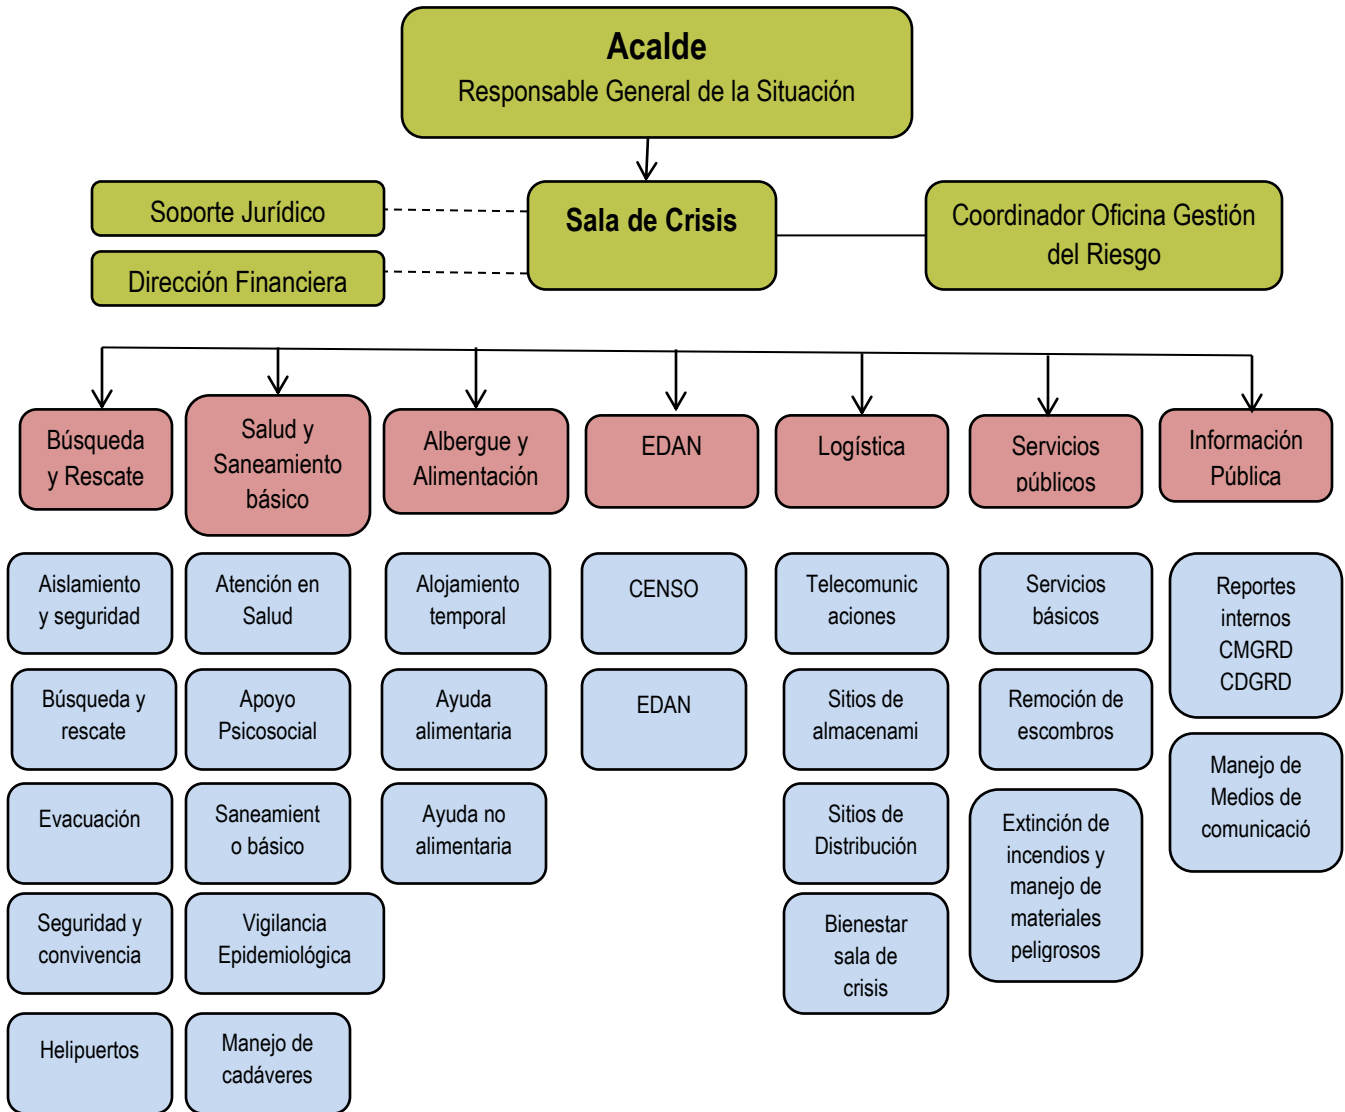 Acalde
Responsable General de la Situación
Soporte Jurídico
Dirección Financiera
Sala de Crisis
Coordinador Oficina Gestión
del Riesgo
Búsqueda
y Rescate
Salud y
Saneamiento
básico
Albergue y
Alimentación
EDAN
Logística
Servicios
públicos
Información
Pública
Aislamiento
y seguridad
Búsqueda y
rescate
Evacuación
Seguridad y
convivencia
Helipuertos
Atención en
Salud
Apoyo
Psicosocial
Saneamient
o básico
Vigilancia
Epidemiológica
Manejo de
cadáveres
Alojamiento
temporal
Ayuda
alimentaria
Ayuda no
alimentaria
CENSO
EDAN
Telecomunic
aciones
Sitios de
almacenami
Sitios de
Distribución
Bienestar
sala de
crisis
Servicios
básicos
Remoción de
escombros
Extinción de
incendios y
manejo de
materiales
peligrosos
Reportes
internos
CMGRD
CDGRD
Manejo de
Medios de
comunicació